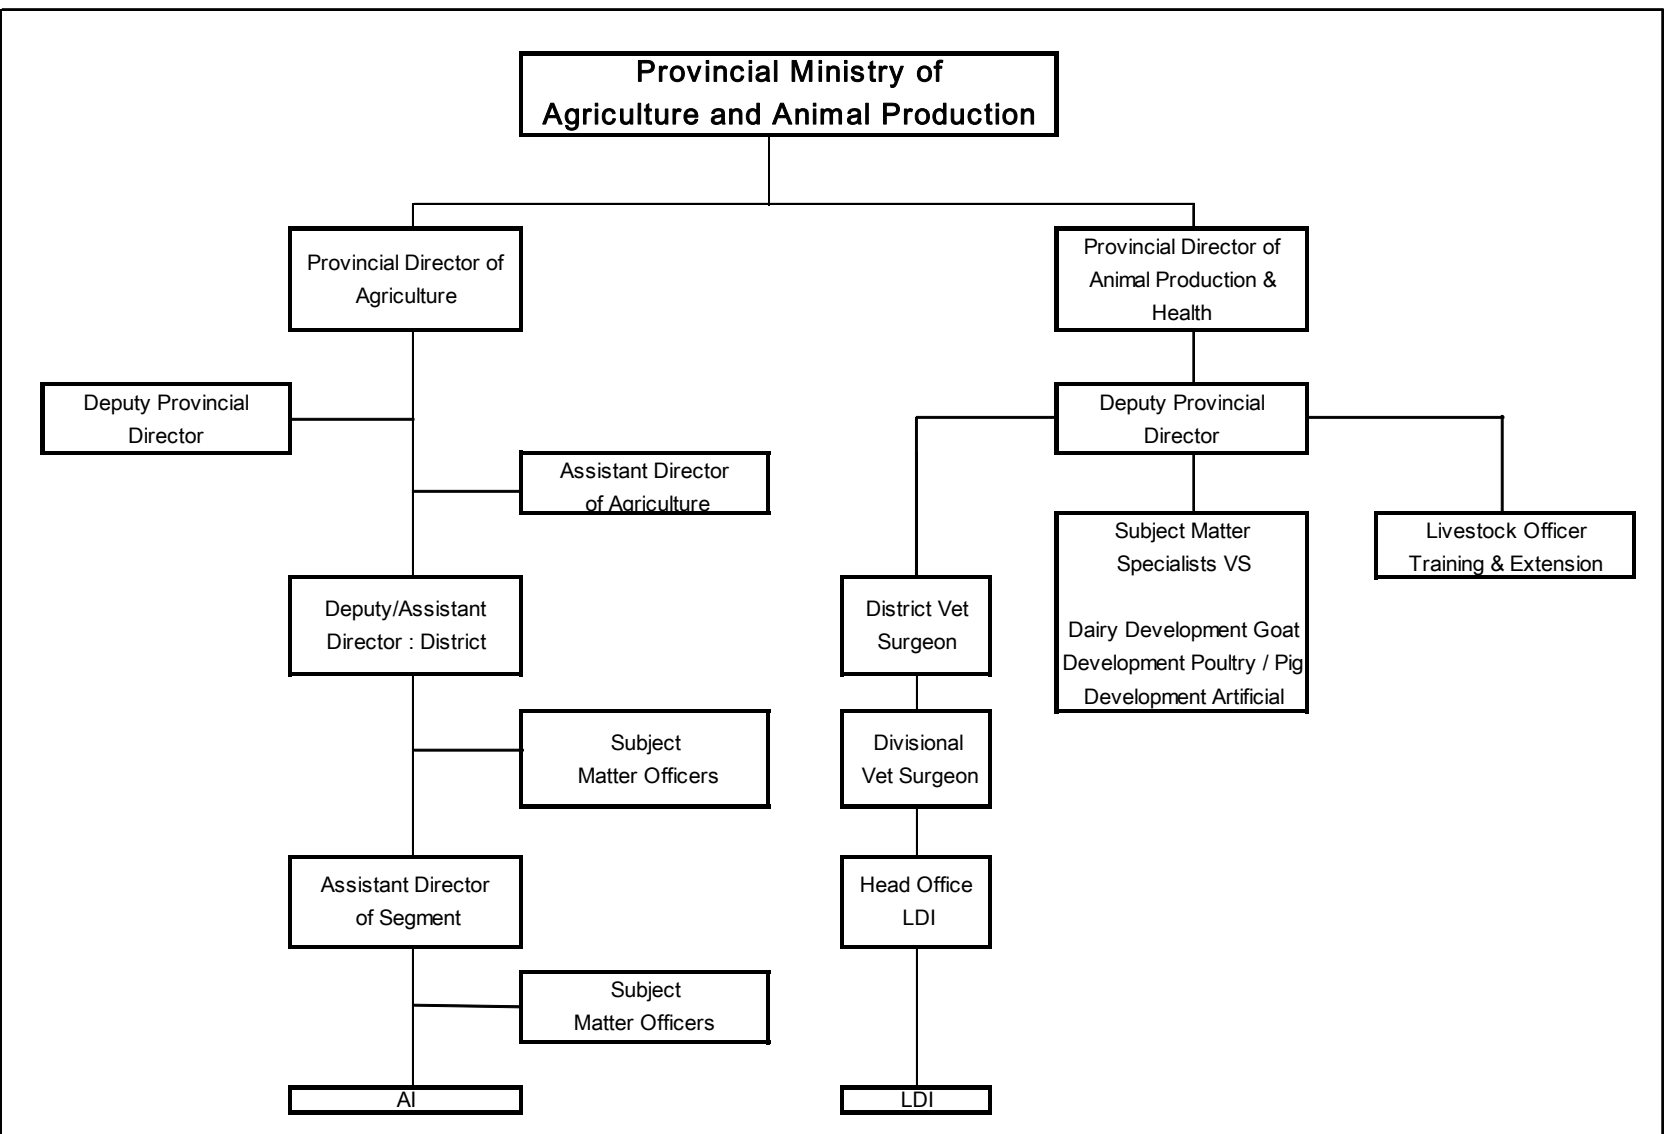 Provincial Ministry of
Agriculture and Animal Production
Provincial Director of
Agriculture
Provincial Director of
Animal Production &
Health
Deputy Provincial
Director
Deputy Provincial
Director
Assistant Director
of Agriculture
Subject Matter
Specialists VS
Dairy Development Goat
Development Poultry / Pig
Development Artificial
Livestock Officer
Training & Extension
Deputy/Assistant
Director : District
District Vet
Surgeon
Subject
Matter Officers
Divisional
Vet Surgeon
Assistant Director
of Segment
Head Office
LDI
Subject
Matter Officers
AI
LDI